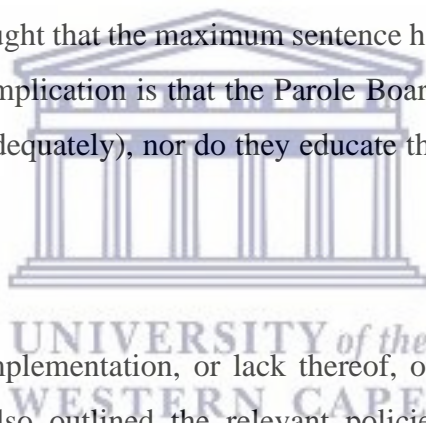 ught that the maximum sentence h
mplication is that the Parole Boar
dequately), nor do they educate th
UNIVERSITY of the
mplementation, or lack thereof, o
WESTERN CAPE
lso outlined the relevant policie